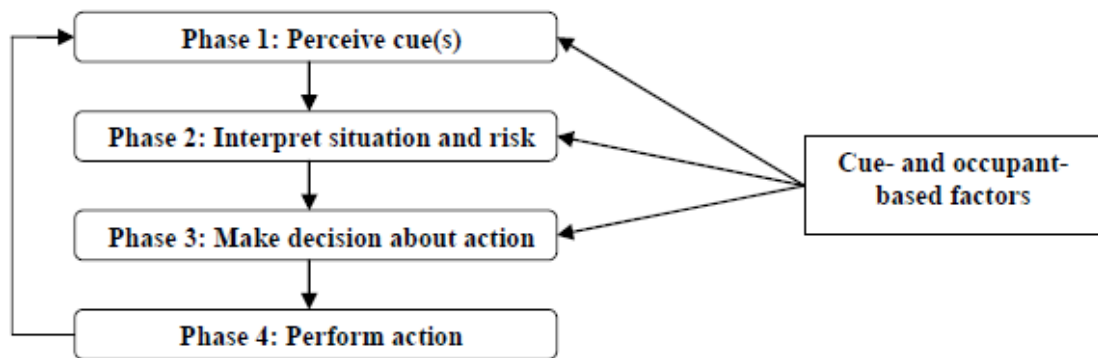 Phase 1: Perceive cue(s)
Phase 2: Interpret situation and risk
Phase 3: Make decision about action
Phase 4: Perform action
Cue- and occupant-
based factors